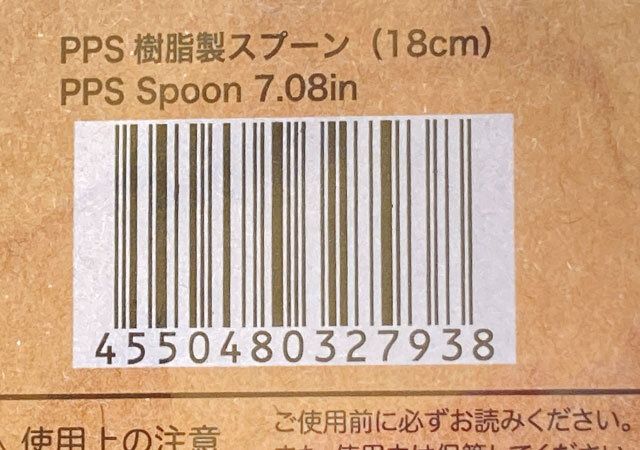 PPS 樹脂製スプーン（18cm）
PPS Spoon 7.08in
4550480327938
使用上の注意
ご使用前に必ずお読みください。